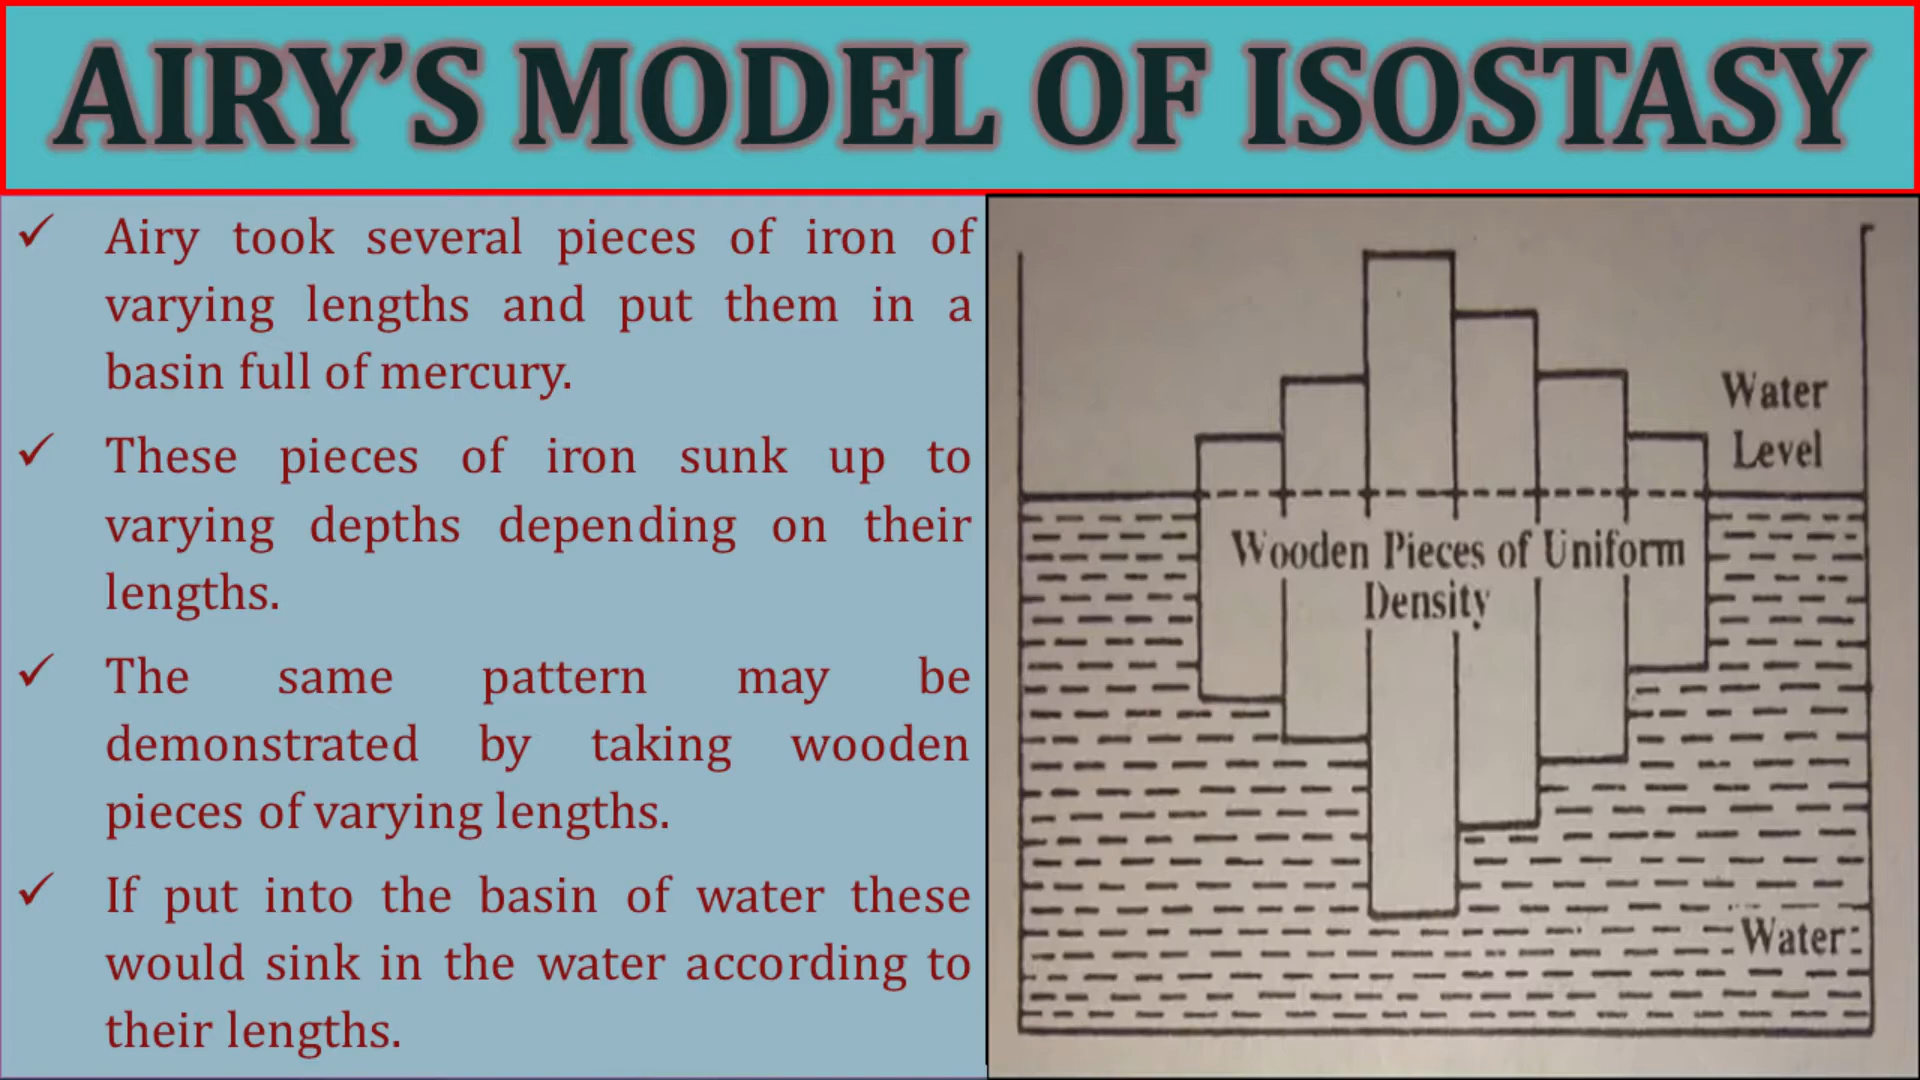 AIRY’S MODEL OF ISOSTASY
✓ Airy took several pieces of iron of
varying lengths and put them in a
basin full of mercury.
✓ These pieces of iron sunk up to
varying depths depending on their
lengths.
✓ The same pattern may be
demonstrated by taking wooden
pieces of varying lengths.
✓ If put into the basin of water these
would sink in the water according to
their lengths.
Water
Level
Wooden Pieces of Uniform
Density
Water